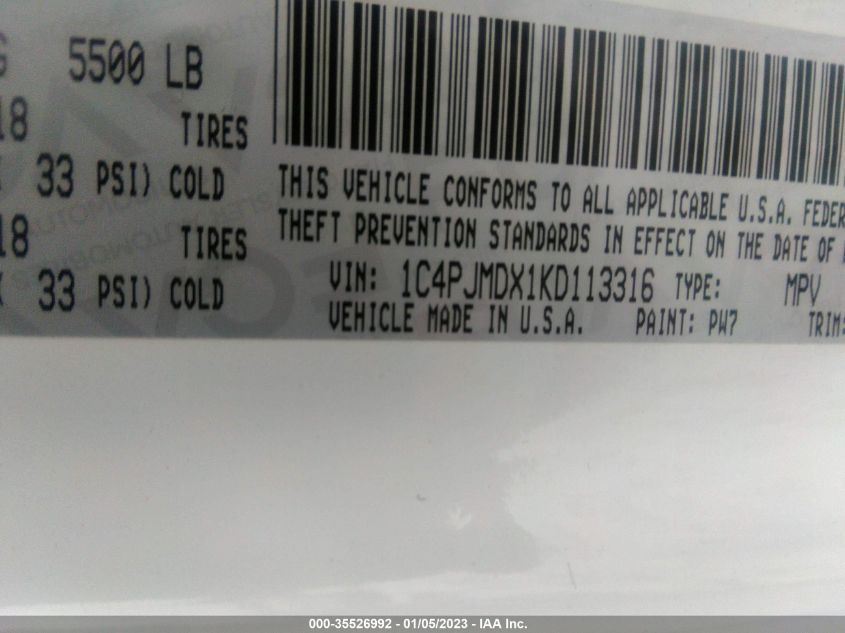 5500 LB
18 TIRES
33 PSI) COLD
18 TIRES
33 PSI) COLD
THIS VEHICLE CONFORMS TO ALL APPLICABLE U.S.A. FEDER
THEFT PREVENTION STANDARDS IN EFFECT ON THE DATE OF
VIN: 1C4PJMDX1KD113316 TYPE: MPV
VEHICLE MADE IN U.S.A. PAINT: PW7 TRIM:
000-35526992 - 01/05/2023 - IAA Inc.